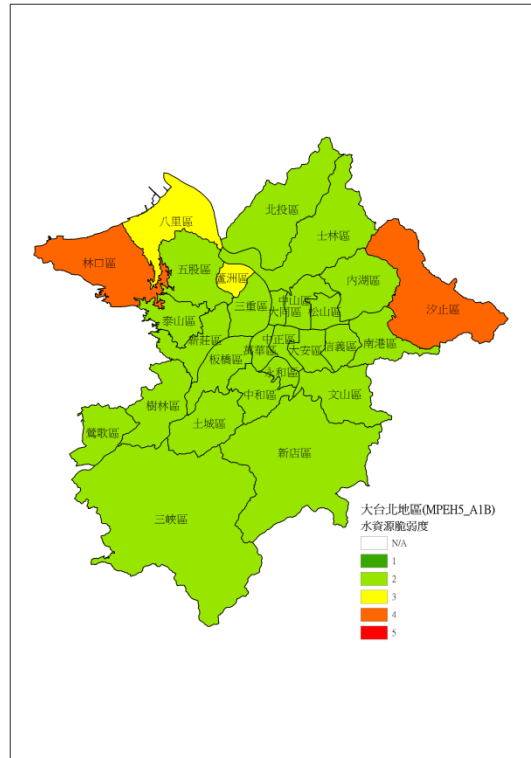 北投區
士林區
八里區
林口區
五股區
蘆洲區
內湖區
汐止區
三重區
中山區
大同區
松山區
泰山區
新莊區
中正區
萬華區
大安區
信義區
南港區
板橋區
永和區
中和區
文山區
樹林區
土城區
鶯歌區
新店區
三峽區
大台北地區(MPEH5_A1B)
水資源脆弱度
N/A
1
2
3
4
5